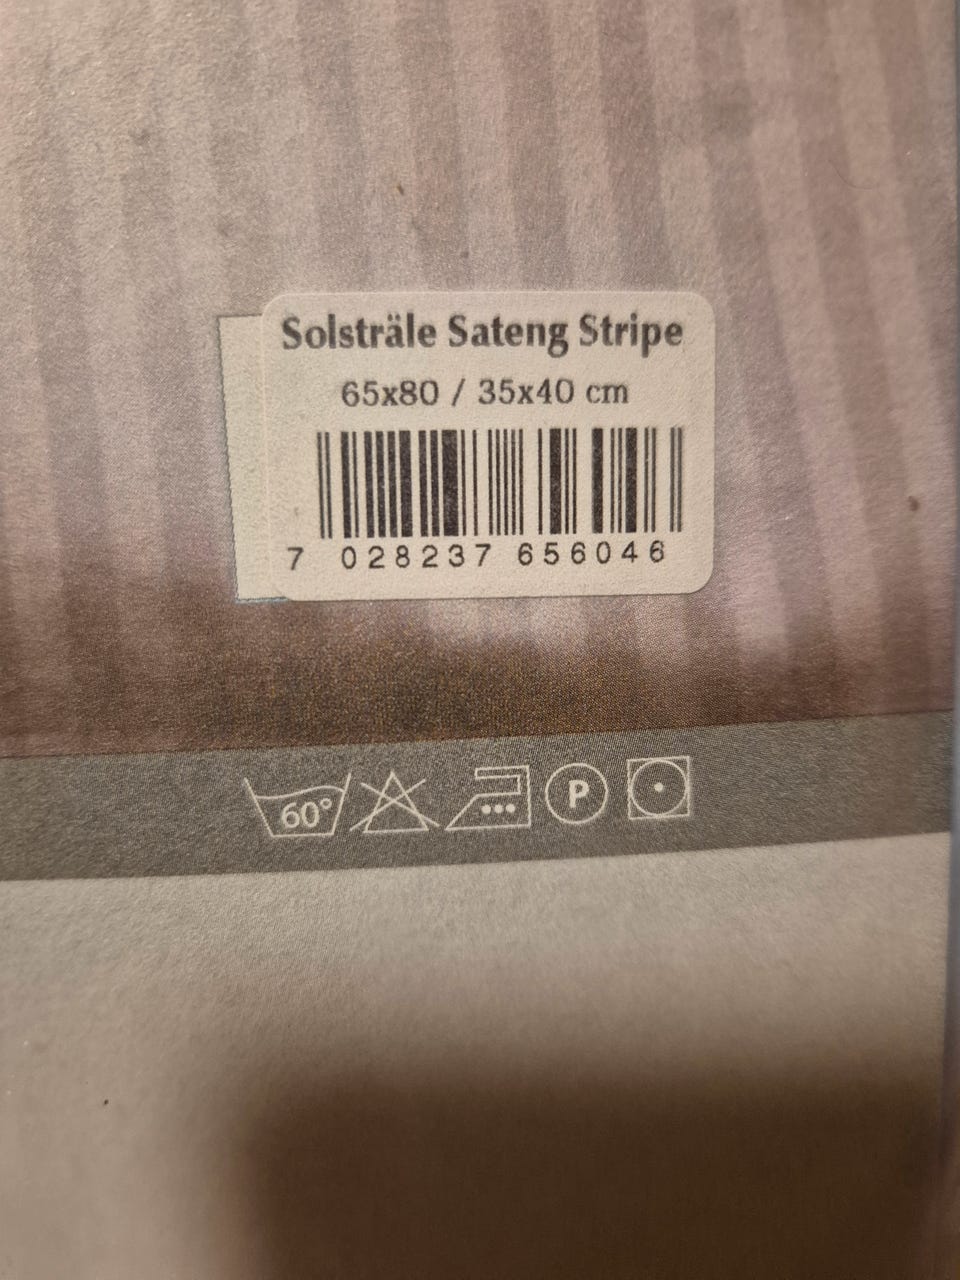 Solsträle Sateng Stripe
65x80 / 35x40 cm
7 028237 656046
60° P